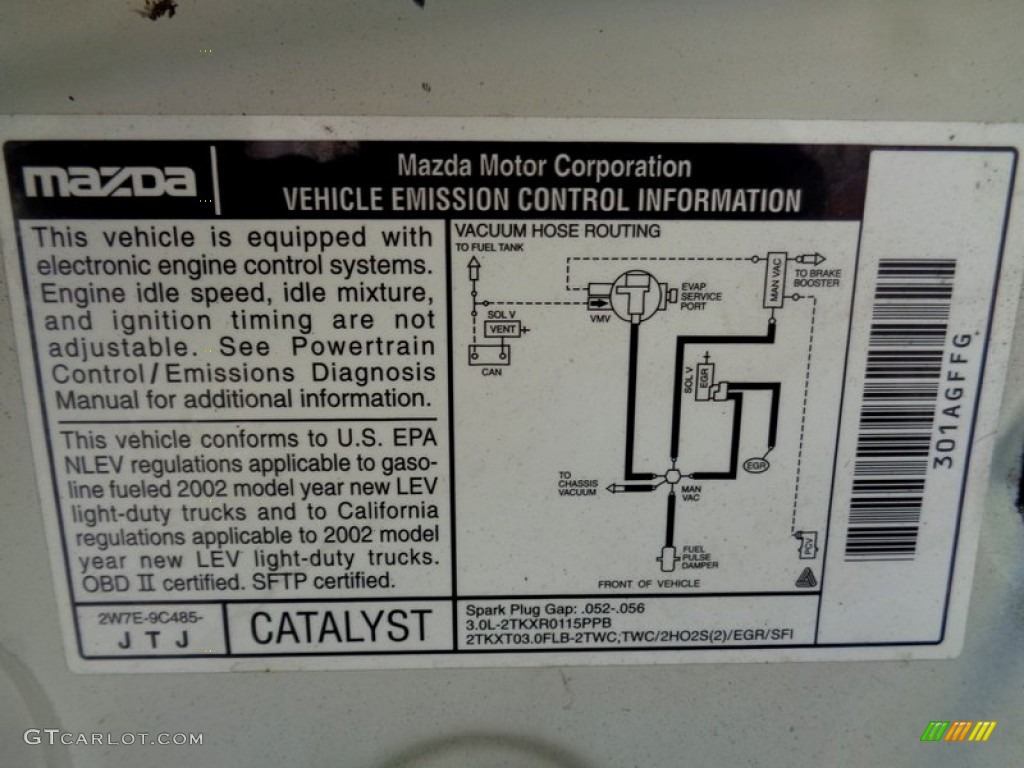 mazda
Mazda Motor Corporation
VEHICLE EMISSION CONTROL INFORMATION
This vehicle is equipped with
electronic engine control systems.
Engine idle speed, idle mixture,
and ignition timing are not
adjustable. See Powertrain
Control/Emissions Diagnosis
Manual for additional information.
This vehicle conforms to U.S. EPA
NLEV regulations applicable to gaso-
line fueled 2002 model year new LEV
light-duty trucks and to California
regulations applicable to 2002 model
year new LEV light-duty trucks.
OBD II certified. SFTP certified.
2W7E-9C485-
J T J
CATALYST
VACUUM HOSE ROUTING
TO FUEL TANK
SOL V
VENT
CAN
VMV
EVAP
SERVICE
PORT
MAN VAC
TO BRAKE
BOOSTER
SOL V
EGR
EGR
TO
CHASSIS
VACUUM
MAN
VAC
FUEL
PULSE
DAMPER
PCV
FRONT OF VEHICLE
Spark Plug Gap: .052-.056
3.0L-2TKXR0115PPB
2TKXT03.0FLB-2TWC;TWC/2HO2S(2)/EGR/SFI
301AGFFG
GTCARLOT.COM